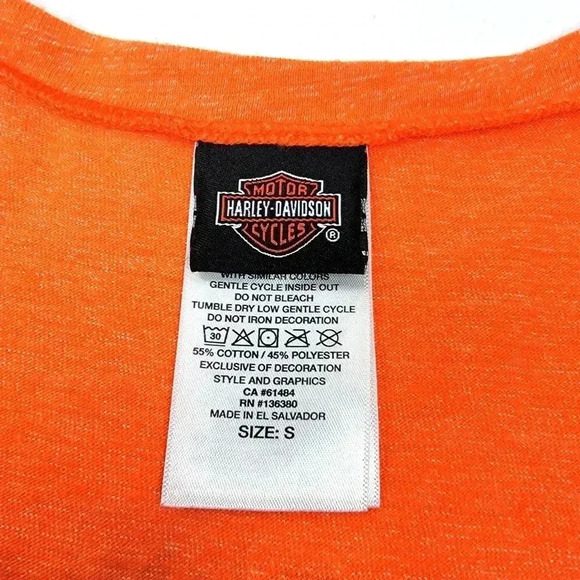 MOTOR
HARLEY-DAVIDSON
CYCLES
®
WITH SIMILAR COLORS
GENTLE CYCLE INSIDE OUT
DO NOT BLEACH
TUMBLE DRY LOW GENTLE CYCLE
DO NOT IRON DECORATION
30
55% COTTON / 45% POLYESTER
EXCLUSIVE OF DECORATION
STYLE AND GRAPHICS
CA #61484
RN #136380
MADE IN EL SALVADOR
SIZE: S